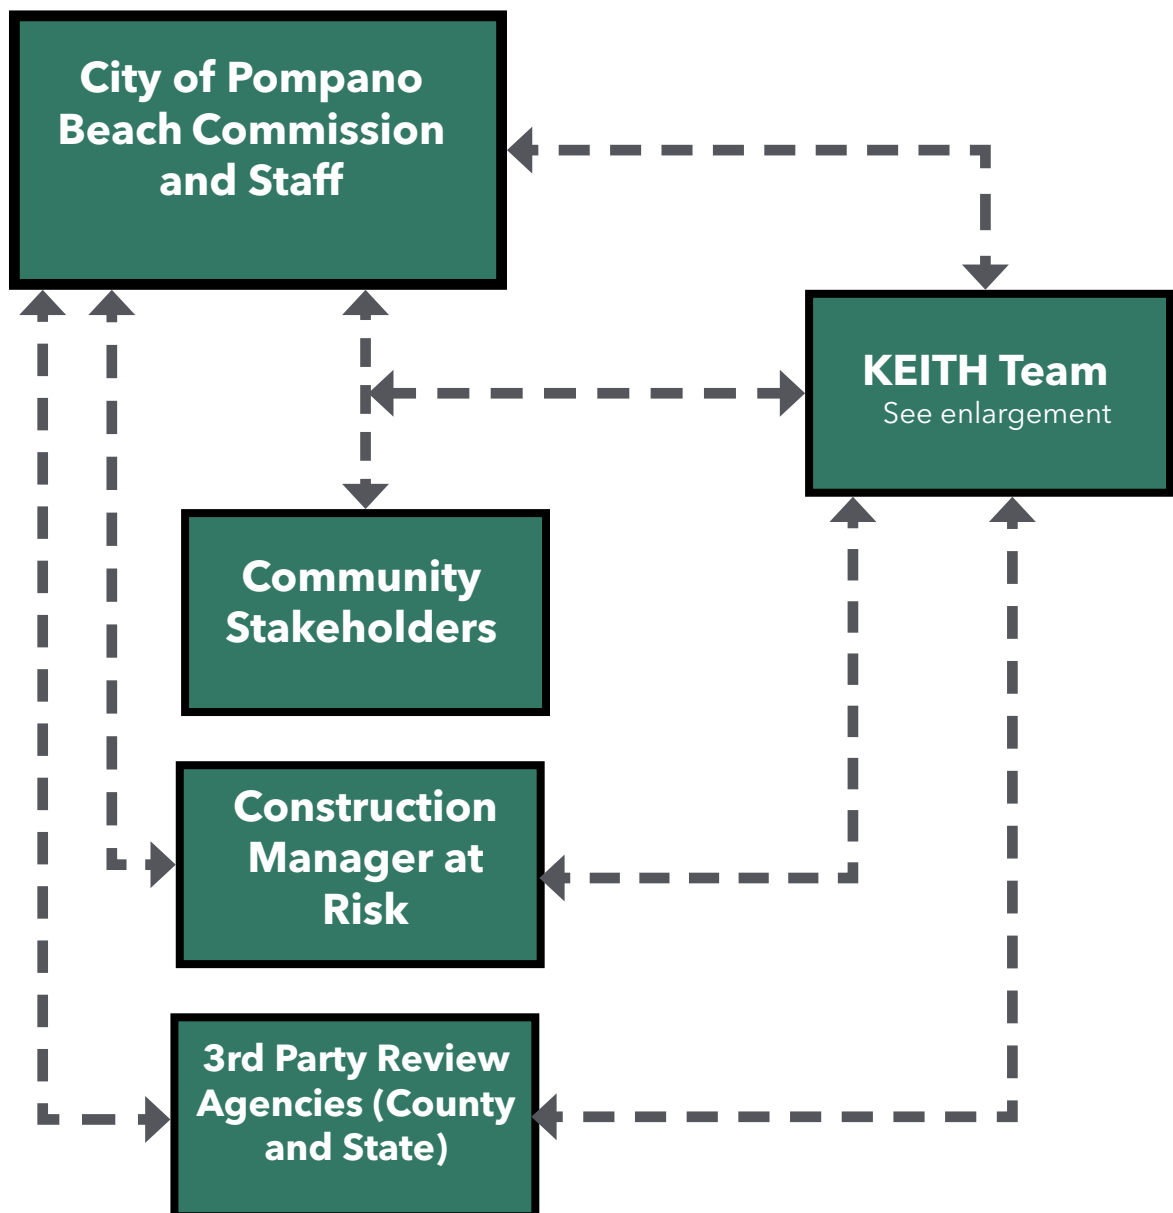 City of Pompano
Beach Commission
and Staff
KEITH Team
See enlargement
Community
Stakeholders
Construction
Manager at
Risk
3rd Party Review
Agencies (County
and State)